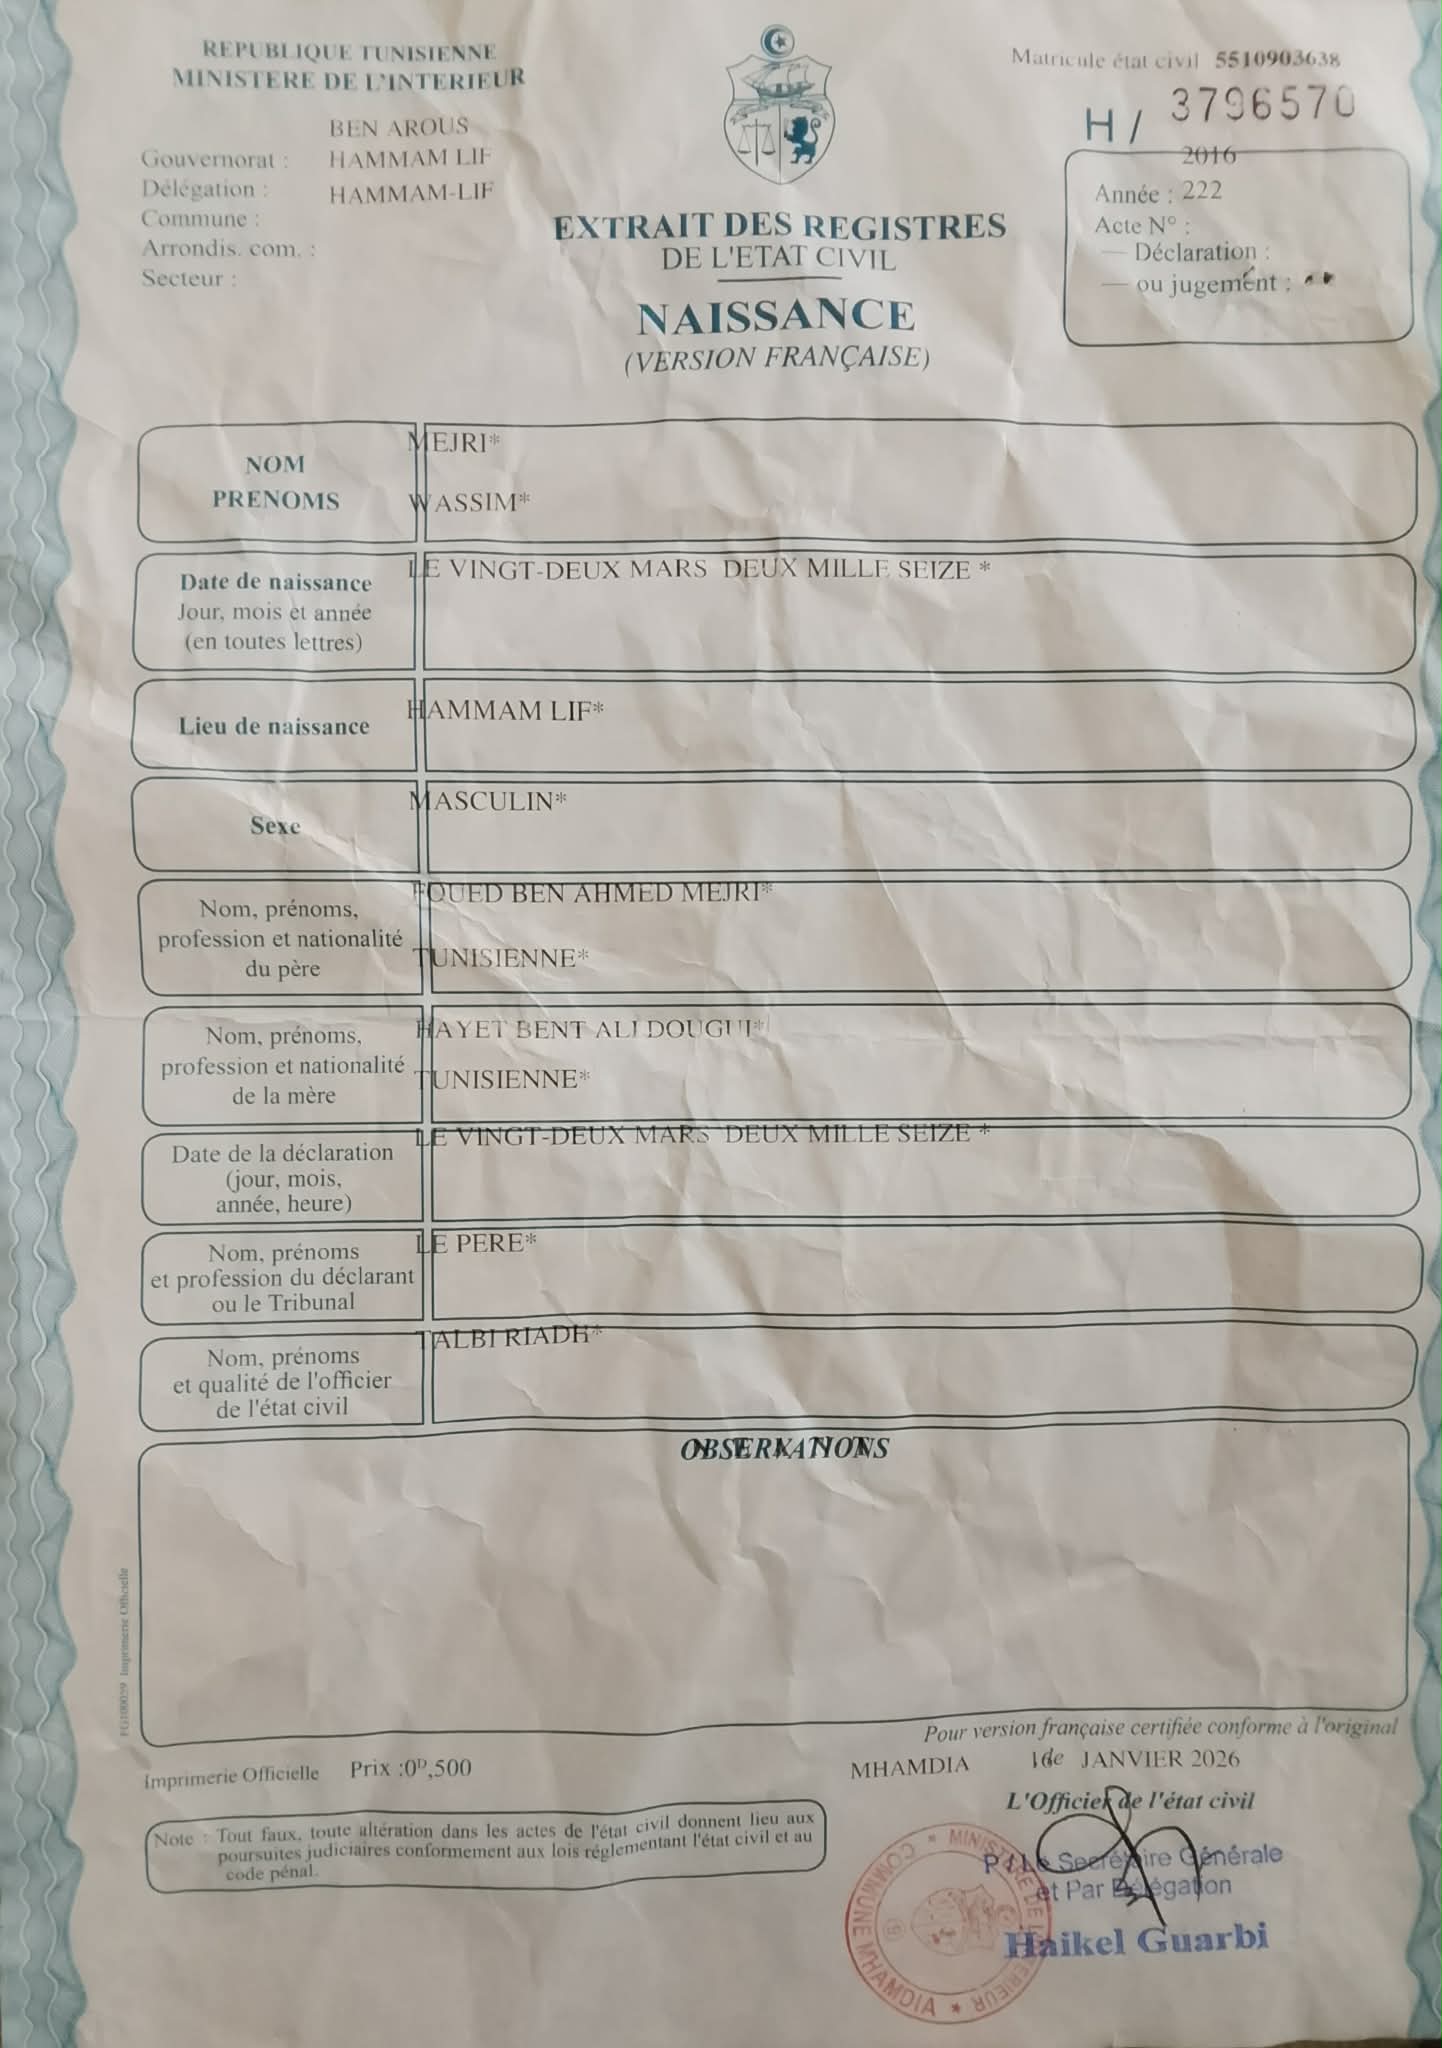 REPUBLIQUE TUNISIENNE
MINISTERE DE L'INTERIEUR
BEN AROUS
Gouvernorat : HAMMAM LIF
Délégation : HAMMAM-LIF
Commune :
Arrondis. com. :
Secteur :
Matricule état civil 5510903638
H / 3796570
2016
Année : 222
Acte N° :
— Déclaration :
— ou jugement :
EXTRAIT DES REGISTRES
DE L'ETAT CIVIL
NAISSANCE
(VERSION FRANÇAISE)
NOM
PRENOMS
MEJRI*
WASSIM*
Date de naissance
Jour, mois et année
(en toutes lettres)
LE VINGT-DEUX MARS DEUX MILLE SEIZE *
Lieu de naissance
HAMMAM LIF*
Sexe
MASCULIN*
Nom, prénoms,
profession et nationalité
du père
FOUED BEN AHMED MEJRI*
TUNISIENNE*
Nom, prénoms,
profession et nationalité
de la mère
HAYET BENT ALI DOUGUI*
TUNISIENNE*
Date de la déclaration
(jour, mois,
année, heure)
LE VINGT-DEUX MARS DEUX MILLE SEIZE *
Nom, prénoms
et profession du déclarant
ou le Tribunal
LE PERE*
Nom, prénoms
et qualité de l'officier
de l'état civil
TALBI RIADH*
OBSERVATIONS
Imprimerie Officielle
Pour version française certifiée conforme à l'original
MHAMDIA le JANVIER 2026
L'Officier de l'état civil
Imprimerie Officielle Prix :0ᴰ,500
Note : Tout faux, toute altération dans les actes de l'état civil donnent lieu aux
poursuites judiciaires conformement aux lois réglementant l'état civil et au
code pénal.
P/Le Secrétaire Générale
et Par Délégation
Haikel Guarbi
MINISTERE DE L'INTERIEUR * COMMUNE M'HAMDIA *